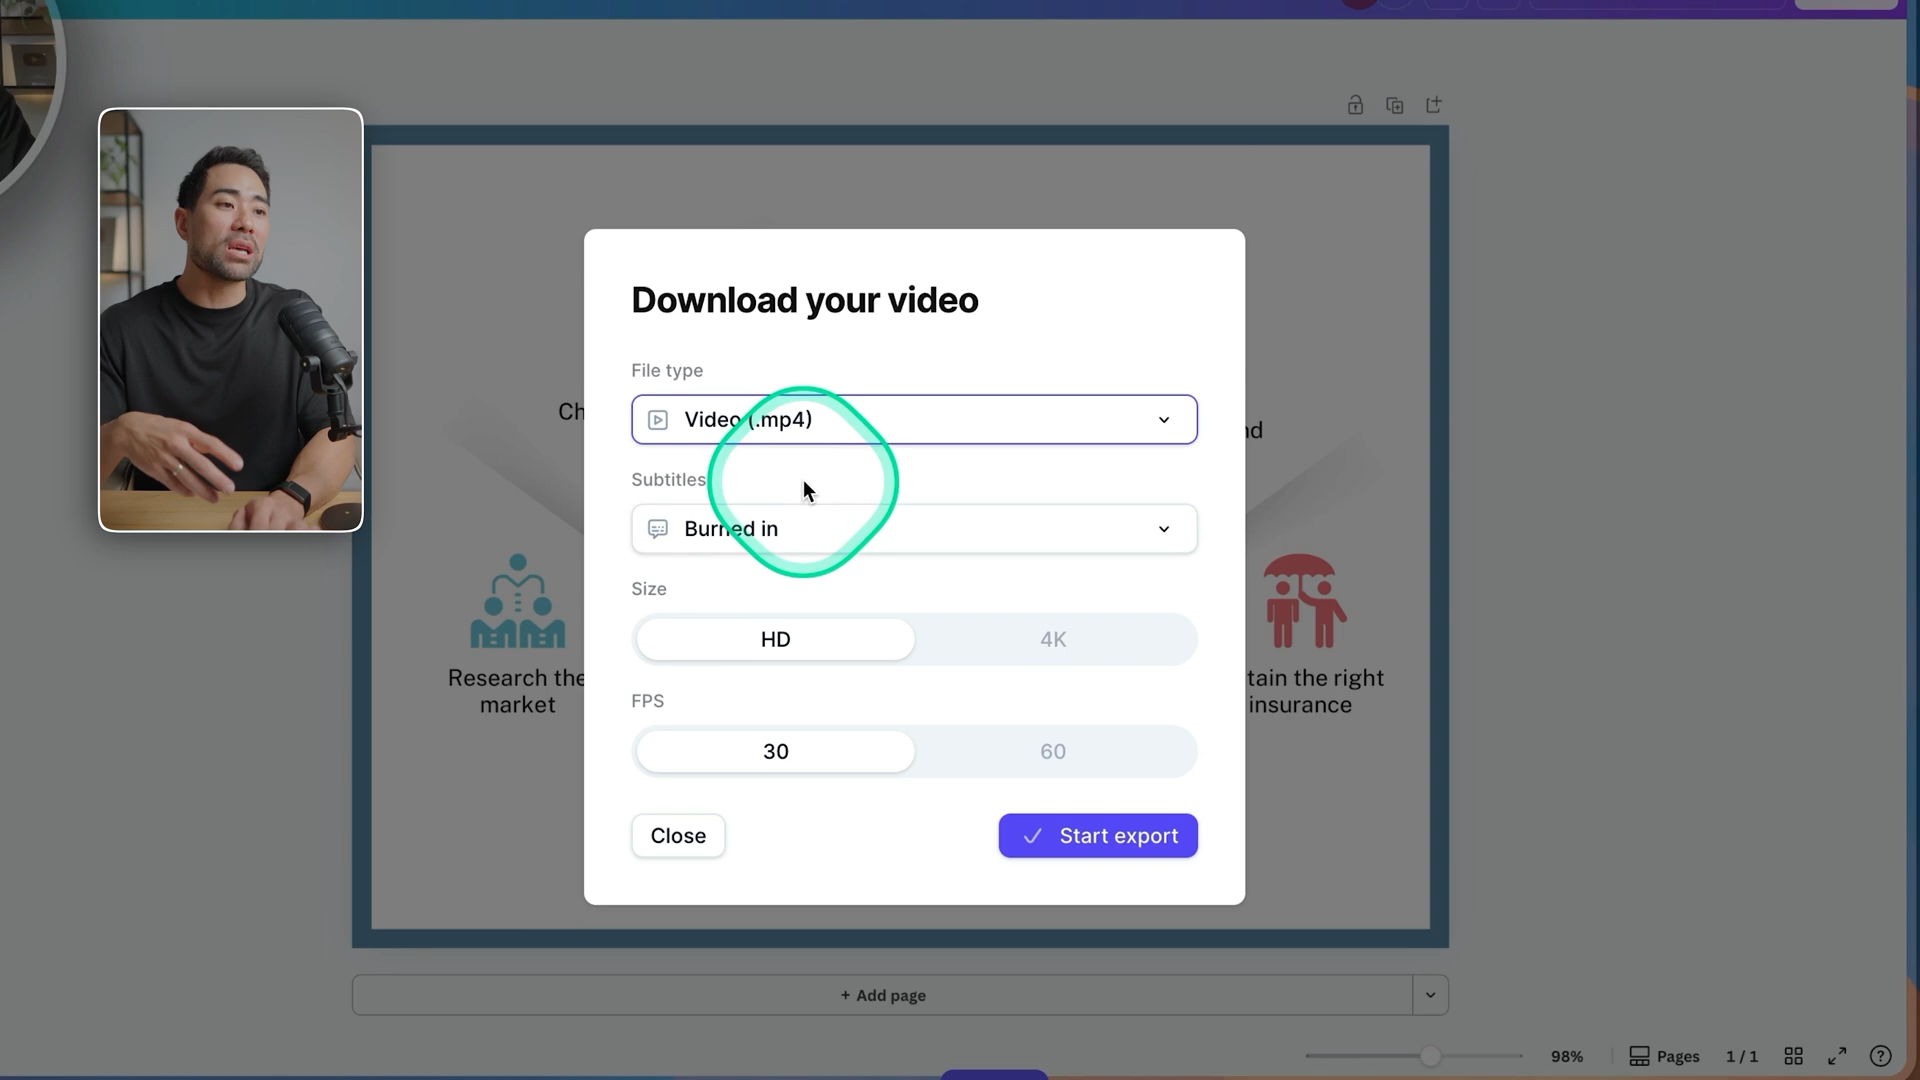 Download your video
File type
Video (.mp4)
Subtitles
Burned in
Size
HD
4K
FPS
30
60
Close
Start export
Ch
nd
Research the
market
tain the right
insurance
+ Add page
98%
Pages
1 / 1